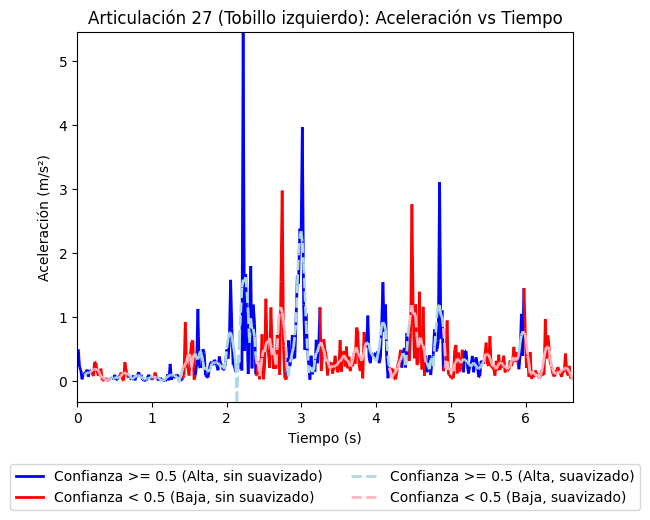 Articulación 27 (Tobillo izquierdo): Aceleración vs Tiempo
Aceleración (m/s²)
5
4
3
2
1
0
0 1 2 3 4 5 6
Tiempo (s)
Confianza >= 0.5 (Alta, sin suavizado)
Confianza < 0.5 (Baja, sin suavizado)
Confianza >= 0.5 (Alta, suavizado)
Confianza < 0.5 (Baja, suavizado)